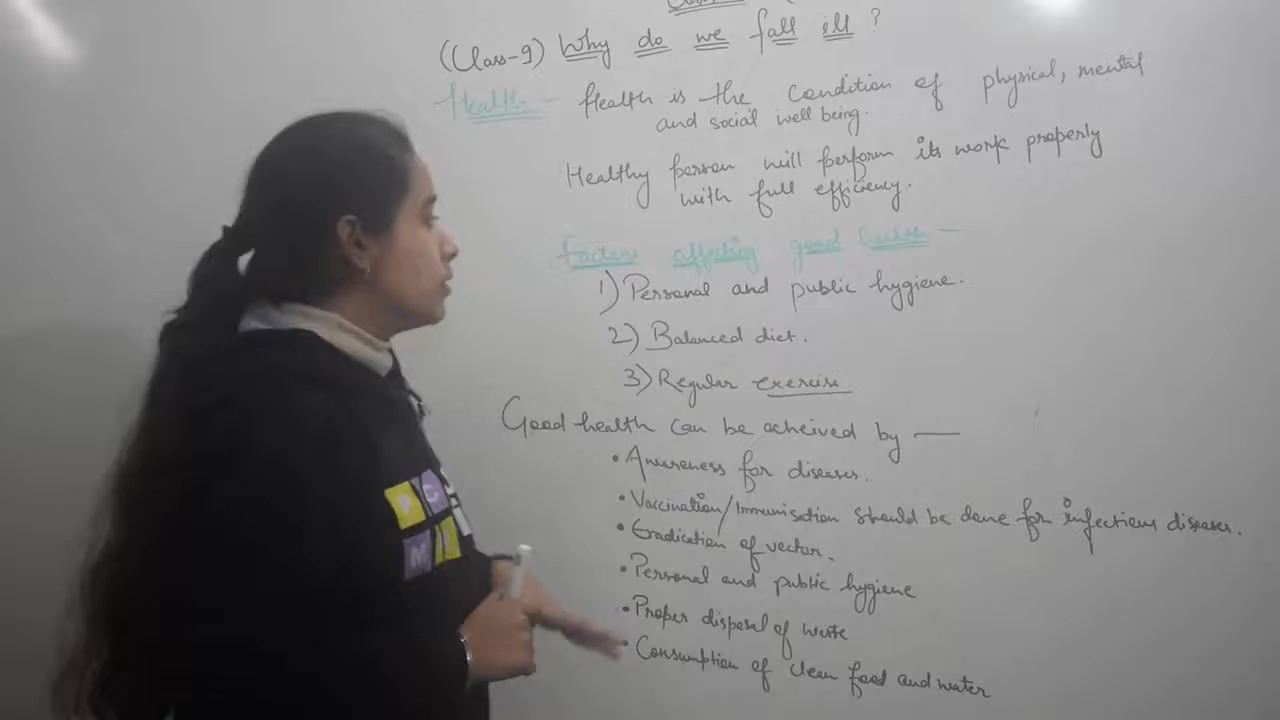 (Class-9) Why do we fall ill ?
Health - Health is the condition of physical, mental
and social well being.
Healthy person will perform its work properly
with full efficiency.
Factors affecting good health -
1) Personal and public hygiene.
2) Balanced diet.
3) Regular exercise
Good health can be acheived by —
• Awareness for diseases.
• Vaccination/Immunisation should be done for infectious diseases.
• Eradication of vector.
• Personal and public hygiene
• Proper disposal of waste
• Consumption of clean food and water